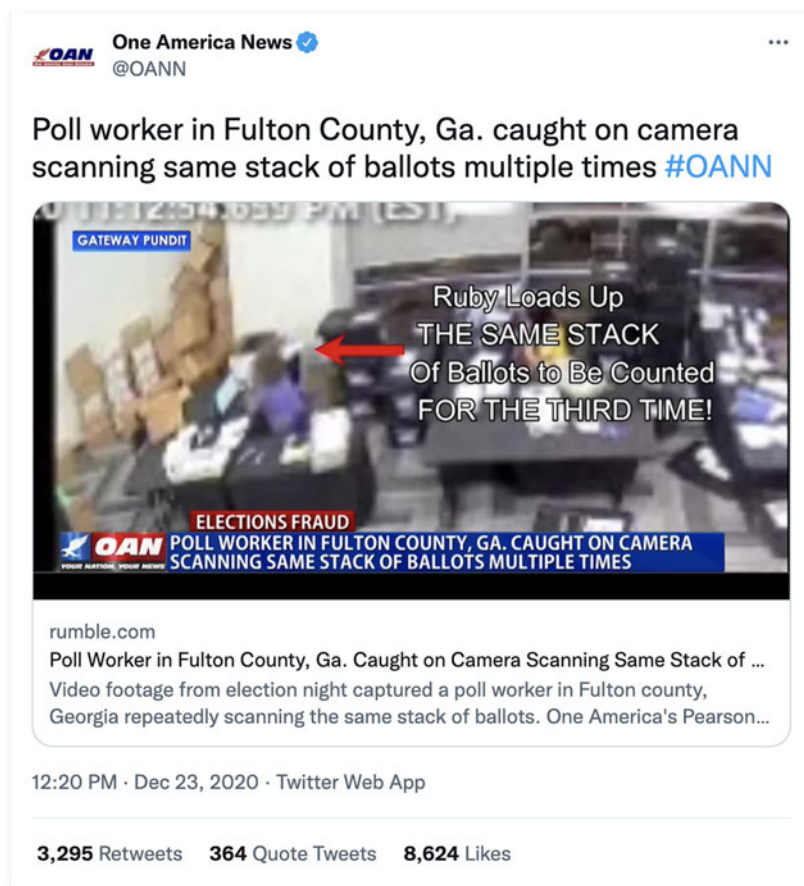 One America News
@OANN
Poll worker in Fulton County, Ga. caught on camera
scanning same stack of ballots multiple times #OANN
GATEWAY PUNDIT
Ruby Loads Up
THE SAME STACK
Of Ballots to Be Counted
FOR THE THIRD TIME!
ELECTIONS FRAUD
OAN
YOUR NATION, YOUR NEWS
POLL WORKER IN FULTON COUNTY, GA. CAUGHT ON CAMERA
SCANNING SAME STACK OF BALLOTS MULTIPLE TIMES
rumble.com
Poll Worker in Fulton County, Ga. Caught on Camera Scanning Same Stack of ...
Video footage from election night captured a poll worker in Fulton county,
Georgia repeatedly scanning the same stack of ballots. One America's Pearson...
12:20 PM · Dec 23, 2020 · Twitter Web App
3,295 Retweets 364 Quote Tweets 8,624 Likes